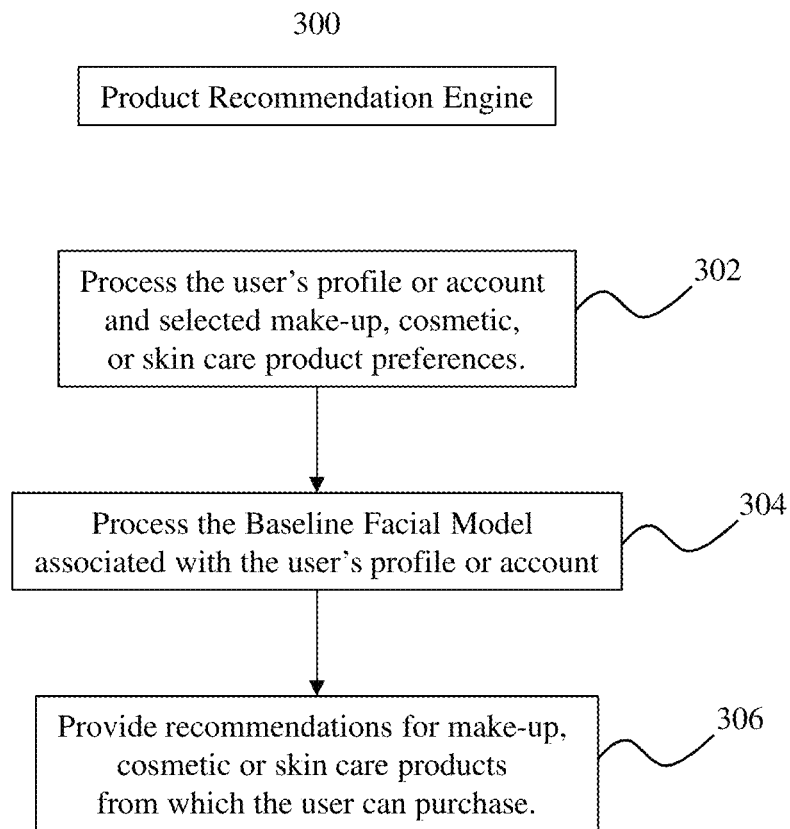 300
Product Recommendation Engine
Process the user's profile or account
and selected make-up, cosmetic,
or skin care product preferences.
302
Process the Baseline Facial Model
associated with the user's profile or account
304
Provide recommendations for make-up,
cosmetic or skin care products
from which the user can purchase.
306